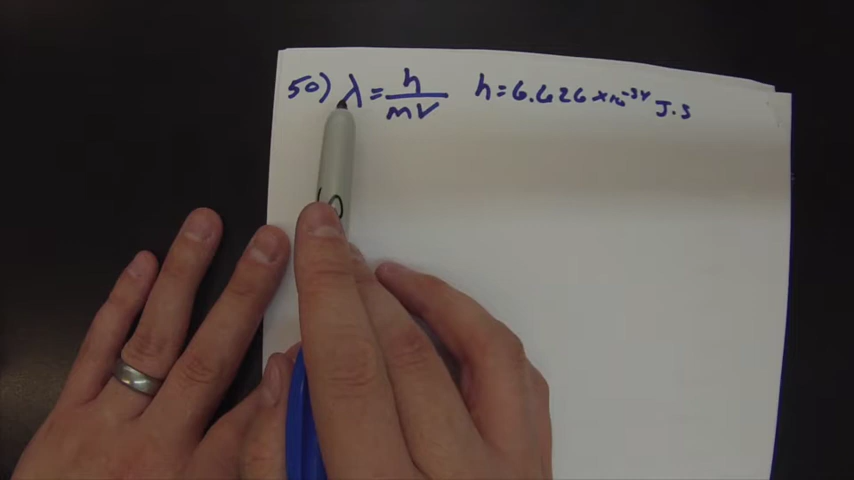 50) λ = h/mv h = 6.626 x 10⁻³⁴ J·s